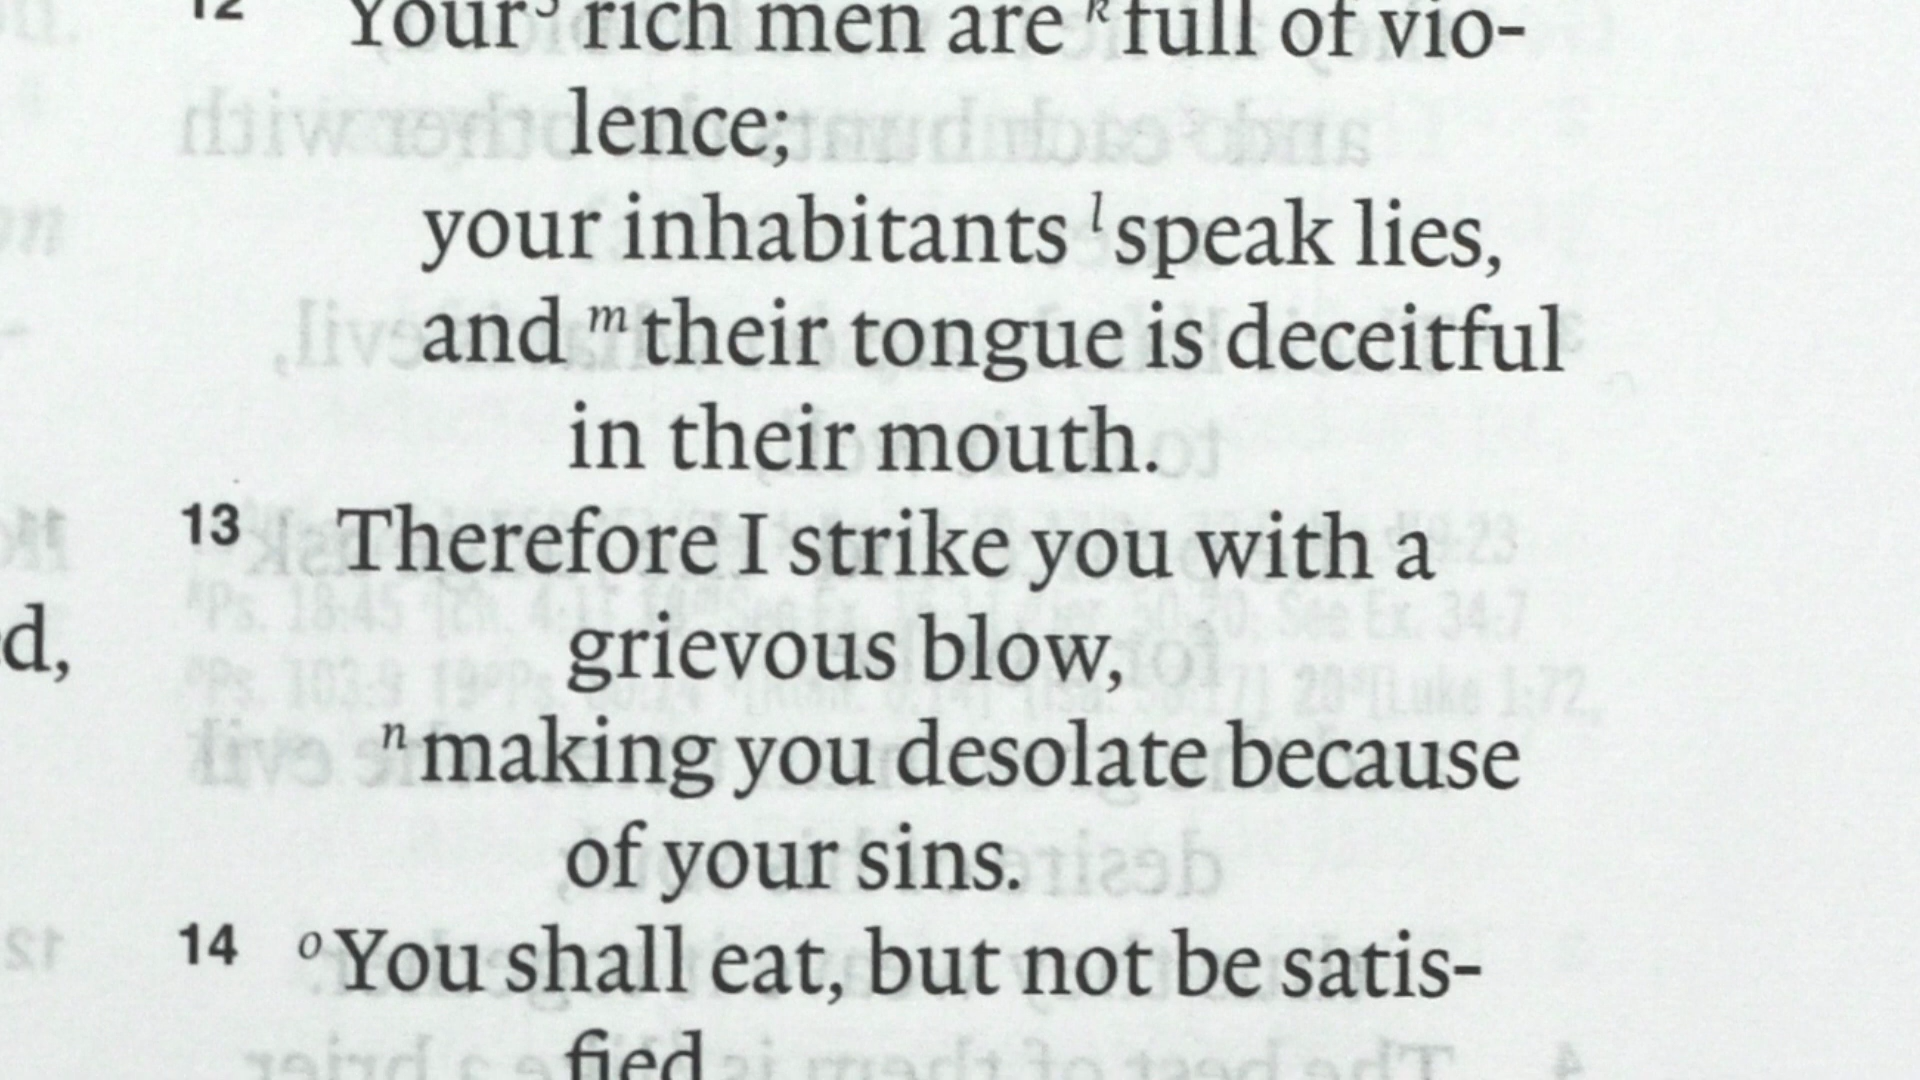 12 Your j rich men are k full of vio-
lence;
your inhabitants l speak lies,
and m their tongue is deceitful
in their mouth.
13 Therefore I strike you with a
d, grievous blow,
n making you desolate because
of your sins.
14 o You shall eat, but not be satis-
fied